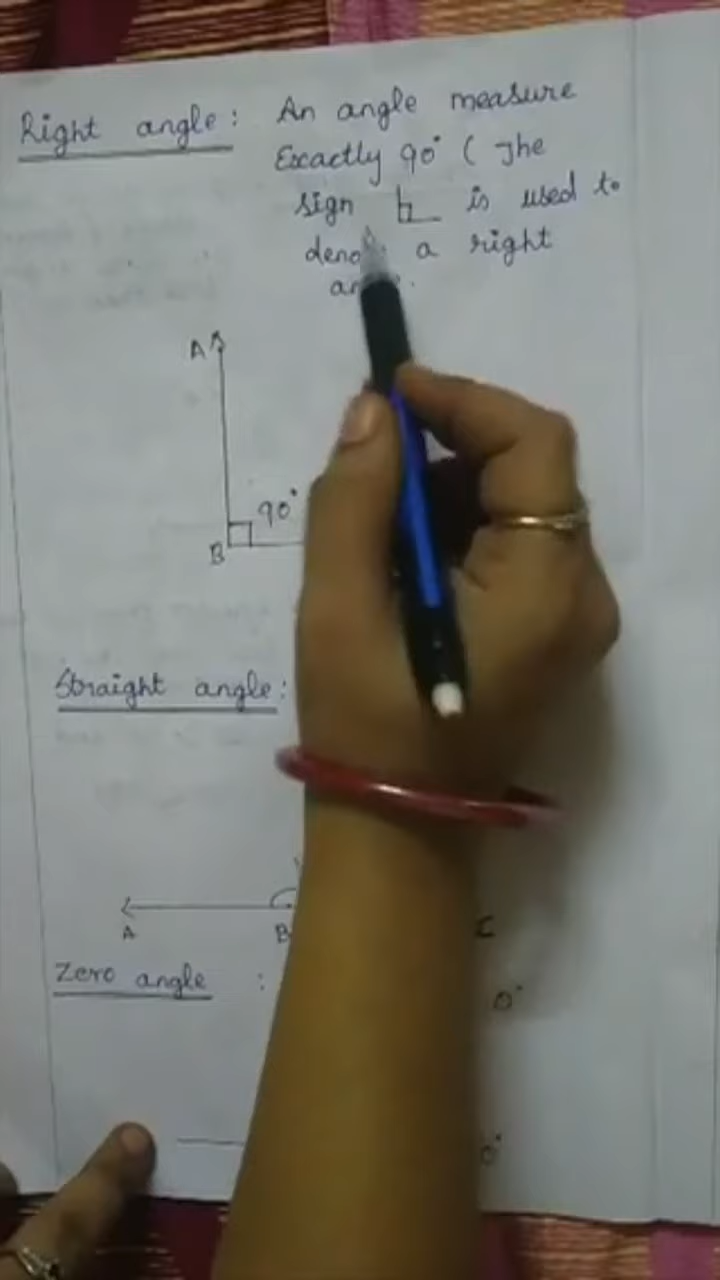 Right angle : An angle measure
Exactly 90° ( The
sign is used to
a right
A
90°
B
Straight angle :
A B C
Zero angle : 0°
0°